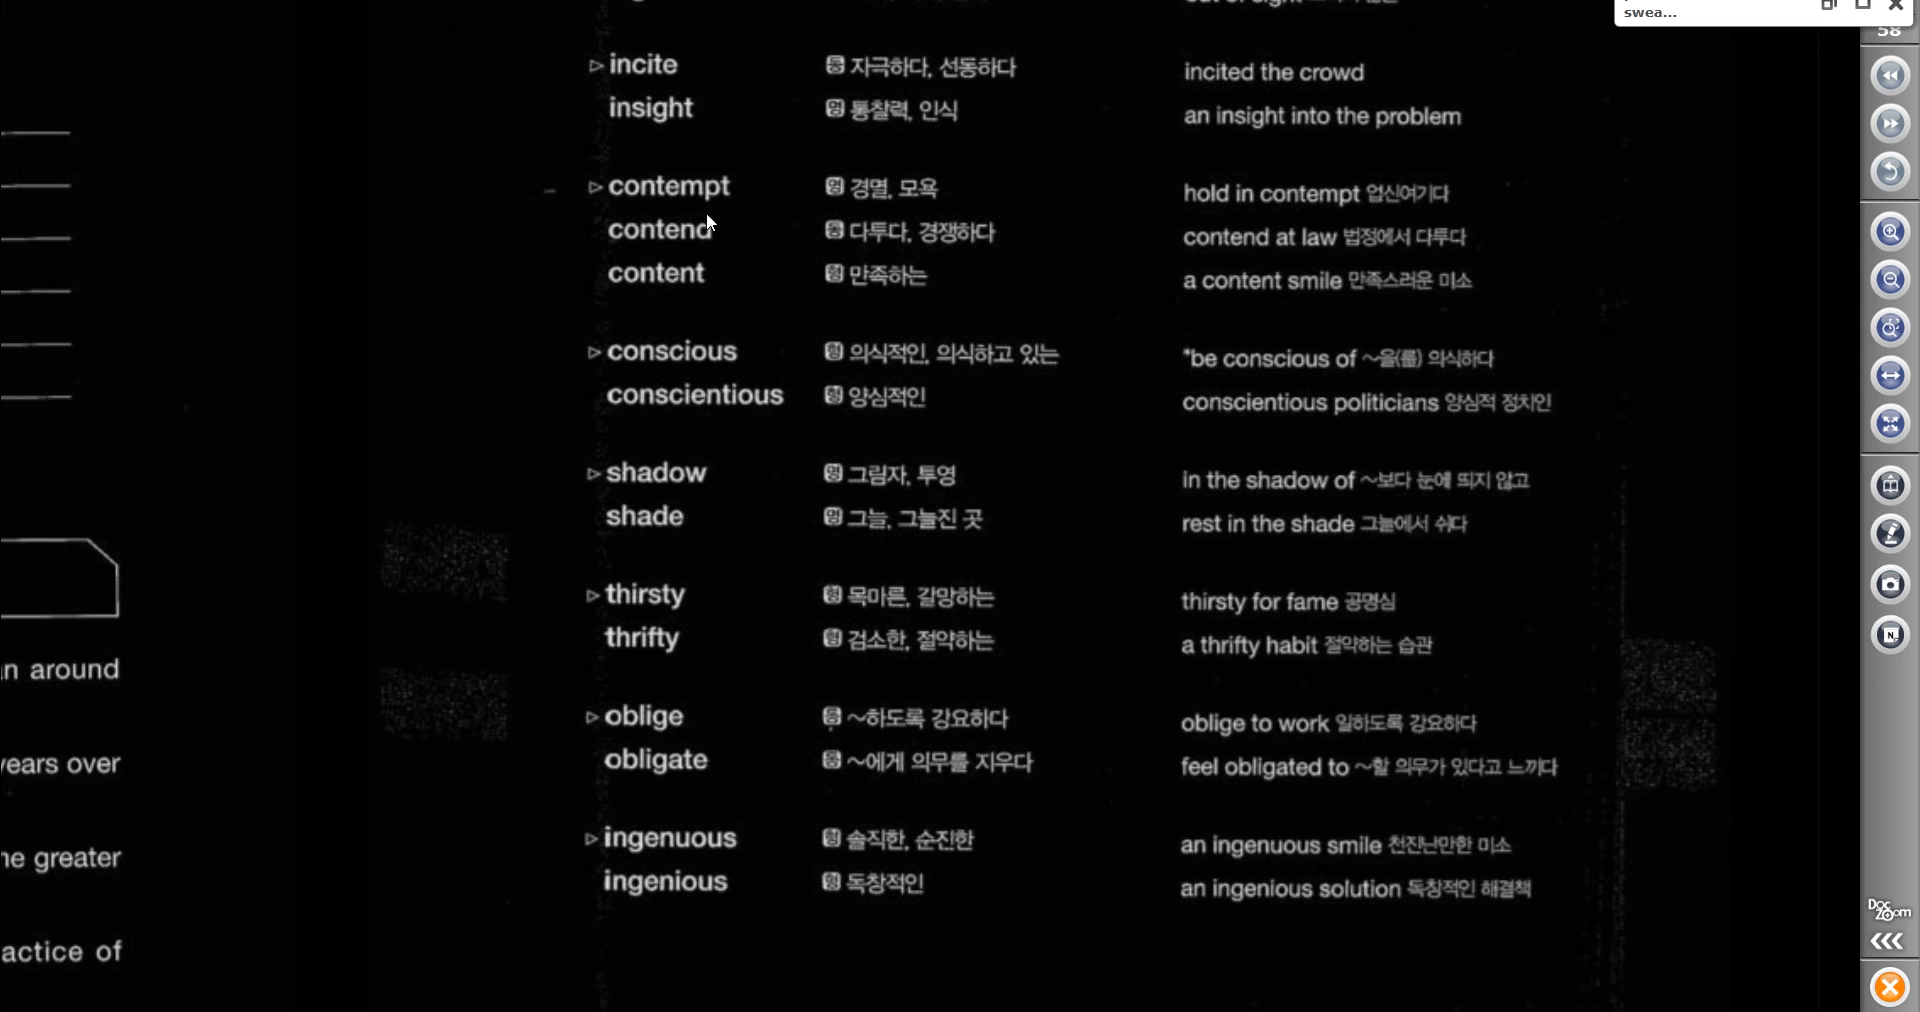 swea...
58
▷ incite 동 자극하다, 선동하다 incited the crowd
insight 명 통찰력, 인식 an insight into the problem
▷ contempt 명 경멸, 모욕 hold in contempt 업신여기다
contend 동 다투다, 경쟁하다 contend at law 법정에서 다투다
content 형 만족하는 a content smile 만족스러운 미소
▷ conscious 형 의식적인, 의식하고 있는 *be conscious of ~을(를) 의식하다
conscientious 형 양심적인 conscientious politicians 양심적 정치인
▷ shadow 명 그림자, 투영 in the shadow of ~보다 눈에 띄지 않고
shade 명 그늘, 그늘진 곳 rest in the shade 그늘에서 쉬다
▷ thirsty 형 목마른, 갈망하는 thirsty for fame 공명심
thrifty 형 검소한, 절약하는 a thrifty habit 절약하는 습관
▷ oblige 동 ~하도록 강요하다 oblige to work 일하도록 강요하다
obligate 동 ~에게 의무를 지우다 feel obligated to ~할 의무가 있다고 느끼다
▷ ingenuous 형 솔직한, 순진한 an ingenuous smile 천진난만한 미소
ingenious 형 독창적인 an ingenious solution 독창적인 해결책
n around
years over
he greater
actice of
N
Doc
Zoom